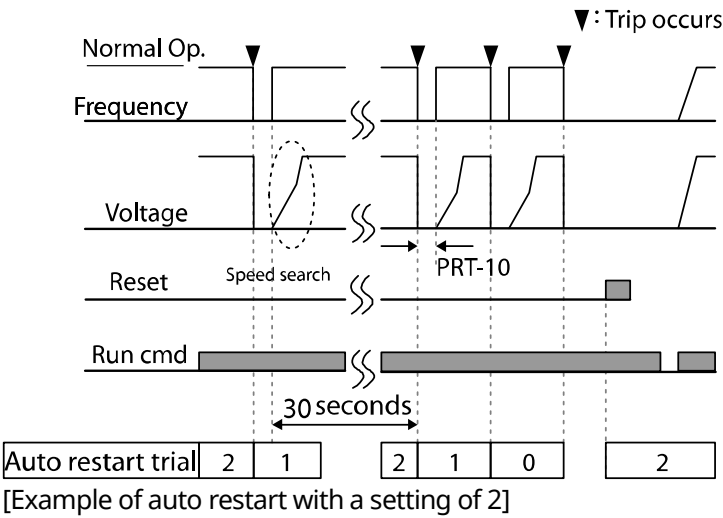 ▼: Trip occurs
Normal Op.
Frequency
Voltage
Speed search
PRT-10
Reset
Run cmd
30 seconds
Auto restart trial 2 1 2 1 0 2
[Example of auto restart with a setting of 2]